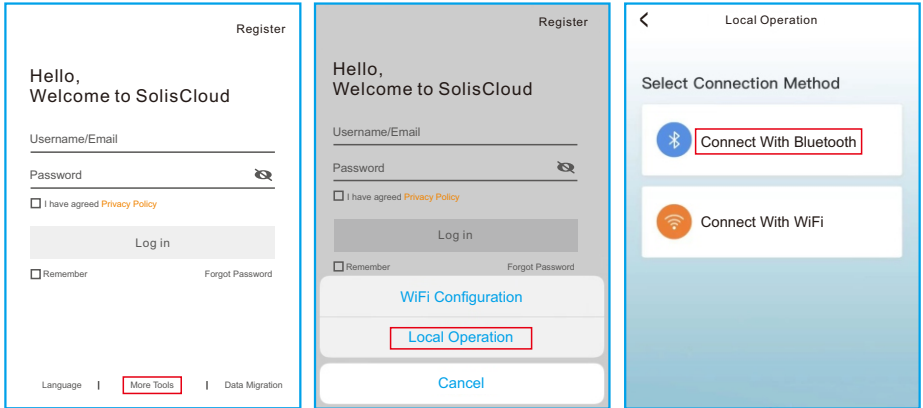 Register
Hello,
Welcome to SolisCloud
Username/Email
Password
I have agreed Privacy Policy
Log in
Remember Forgot Password
Language | More Tools | Data Migration
Register
Hello,
Welcome to SolisCloud
Username/Email
Password
I have agreed Privacy Policy
Log in
Remember Forgot Password
WiFi Configuration
Local Operation
Cancel
Local Operation
Select Connection Method
Connect With Bluetooth
Connect With WiFi